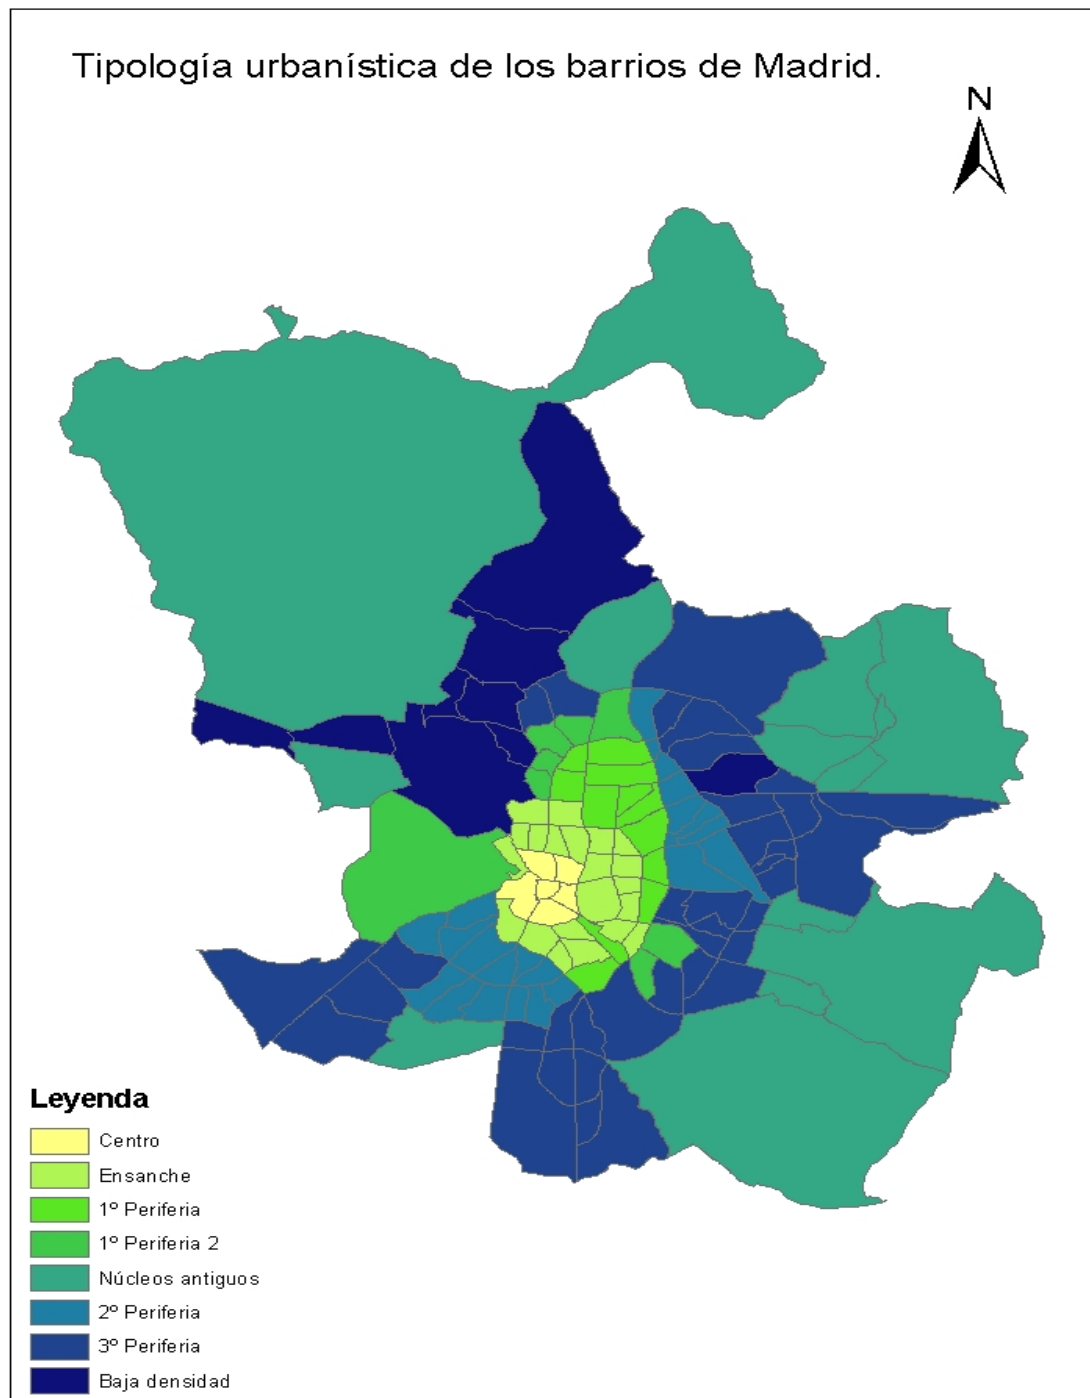 Tipología urbanística de los barrios de Madrid.
N
Leyenda
Centro
Ensanche
1º Periferia
1º Periferia 2
Núcleos antiguos
2º Periferia
3º Periferia
Baja densidad